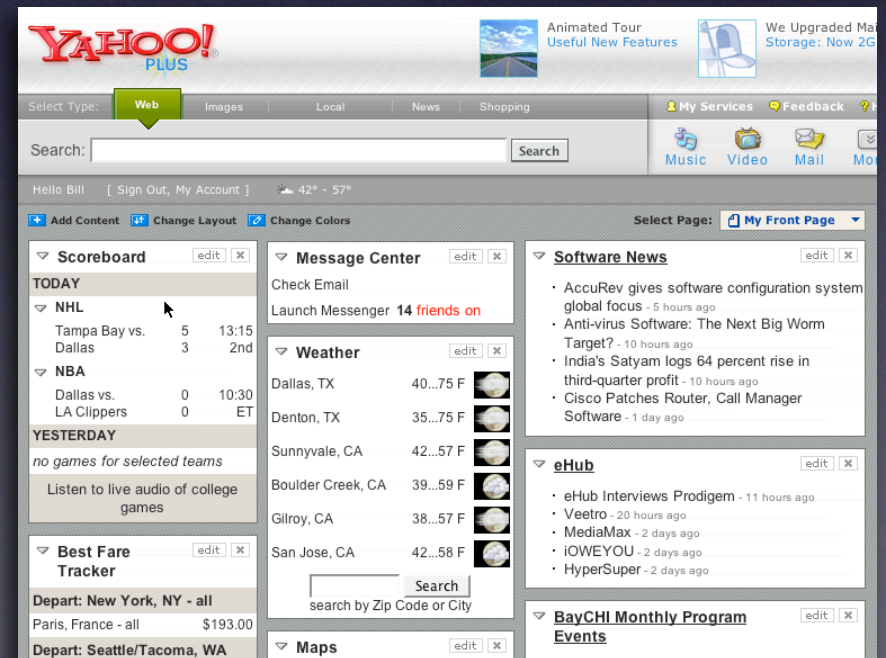 YAHOO!
PLUS
Animated Tour
Useful New Features
We Upgraded Mai
Storage: Now 2G
Select Type:
Web
Images
Local
News
Shopping
My Services
Feedback
Search:
Search
Music
Video
Mail
Mor
Hello Bill [ Sign Out, My Account ] 42° - 57°
Add Content
Change Layout
Change Colors
Select Page:
My Front Page
Scoreboard
edit
TODAY
NHL
Tampa Bay vs. 5 13:15
Dallas 3 2nd
NBA
Dallas vs. 0 10:30
LA Clippers 0 ET
YESTERDAY
no games for selected teams
Listen to live audio of college
games
Best Fare
Tracker
edit
Depart: New York, NY - all
Paris, France - all $193.00
Depart: Seattle/Tacoma, WA
Message Center
edit
Check Email
Launch Messenger 14 friends on
Weather
edit
Dallas, TX 40...75 F
Denton, TX 35...75 F
Sunnyvale, CA 42...57 F
Boulder Creek, CA 39...59 F
Gilroy, CA 38...57 F
San Jose, CA 42...58 F
Search
search by Zip Code or City
Maps
edit
Software News
edit
· AccuRev gives software configuration system
global focus - 5 hours ago
· Anti-virus Software: The Next Big Worm
Target? - 10 hours ago
· India's Satyam logs 64 percent rise in
third-quarter profit - 10 hours ago
· Cisco Patches Router, Call Manager
Software - 1 day ago
eHub
edit
· eHub Interviews Prodigem - 11 hours ago
· Veetro - 20 hours ago
· MediaMax - 2 days ago
· iOWEYOU - 2 days ago
· HyperSuper - 2 days ago
BayCHI Monthly Program
Events
edit